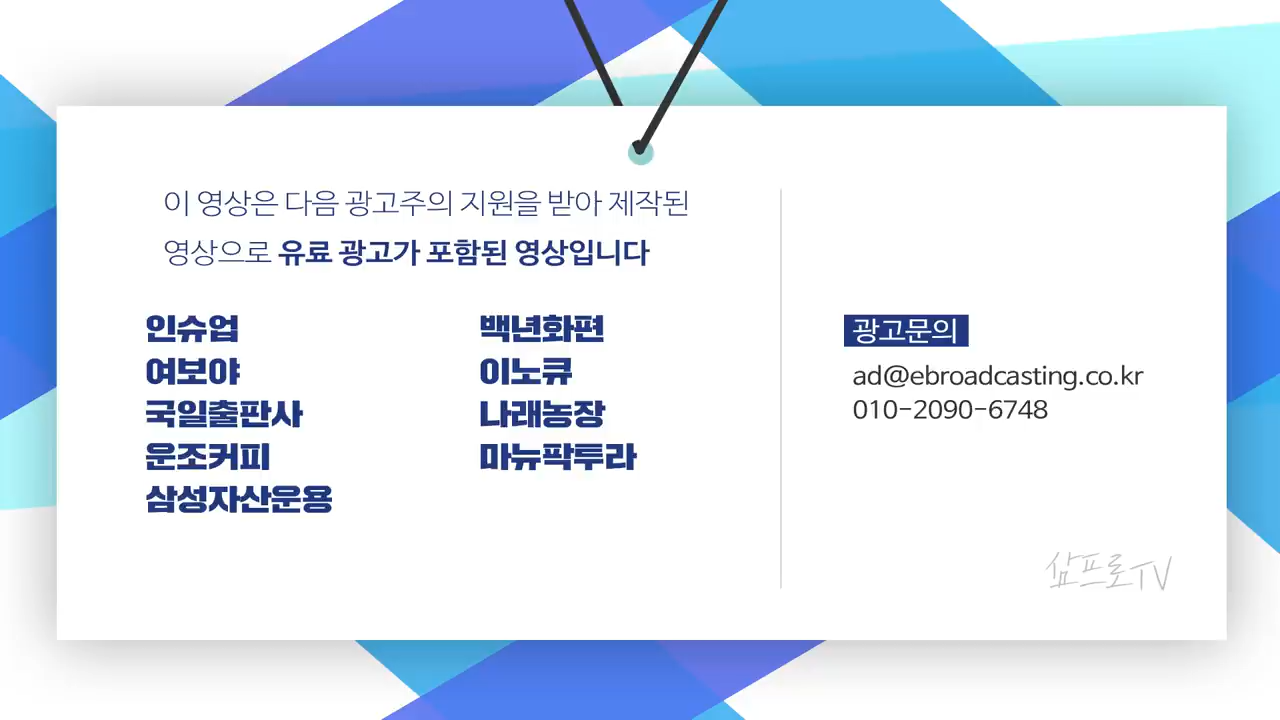 이 영상은 다음 광고주의 지원을 받아 제작된
영상으로 유료 광고가 포함된 영상입니다
인슈업
여보야
국일출판사
운조커피
삼성자산운용
백년화편
이노큐
나래농장
마뉴팍투라
광고문의
ad@ebroadcasting.co.kr
010-2090-6748
삼프로TV